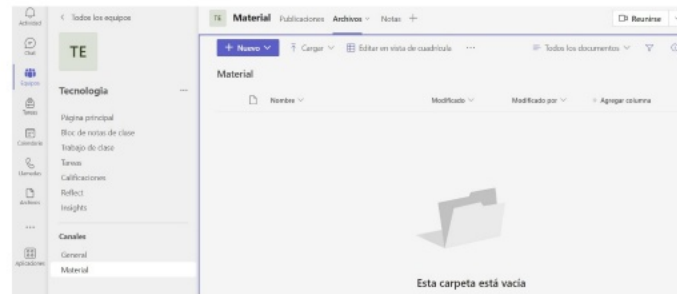 Actividad
Chat
Equipos
Tareas
Calendario
Llamadas
Archivos
Aplicaciones
< Todos los equipos
TE
Tecnologia
Página principal
Bloc de notas de clase
Trabajo de clase
Tareas
Calificaciones
Reflect
Insights
Canales
General
Material
TE Material Publicaciones Archivos Notas +
Reunirse
+ Nuevo Cargar Editar en vista de cuadrícula ... Todos los documentos
Material
Nombre Modificado Modificado por + Agregar columna
Esta carpeta está vacía